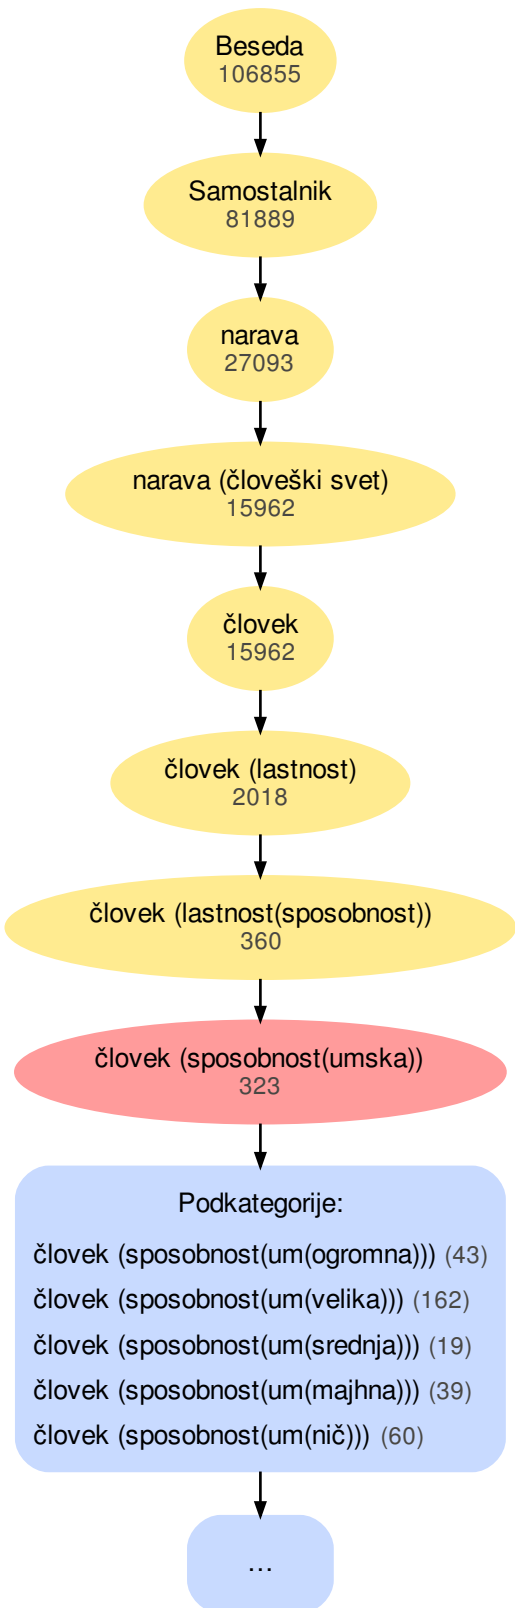 Beseda
106855
Samostalnik
81889
narava
27093
narava (človeški svet)
15962
človek
15962
človek (lastnost)
2018
človek (lastnost(sposobnost))
360
človek (sposobnost(umska))
323
Podkategorije:
človek (sposobnost(um(ogromna))) (43)
človek (sposobnost(um(velika))) (162)
človek (sposobnost(um(srednja))) (19)
človek (sposobnost(um(majhna))) (39)
človek (sposobnost(um(nič))) (60)
...